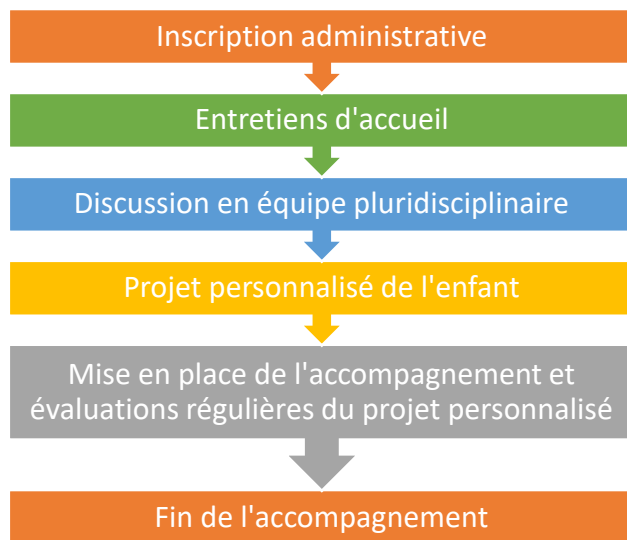 Inscription administrative
Entretiens d'accueil
Discussion en équipe pluridisciplinaire
Projet personnalisé de l'enfant
Mise en place de l'accompagnement et
évaluations régulières du projet personnalisé
Fin de l'accompagnement